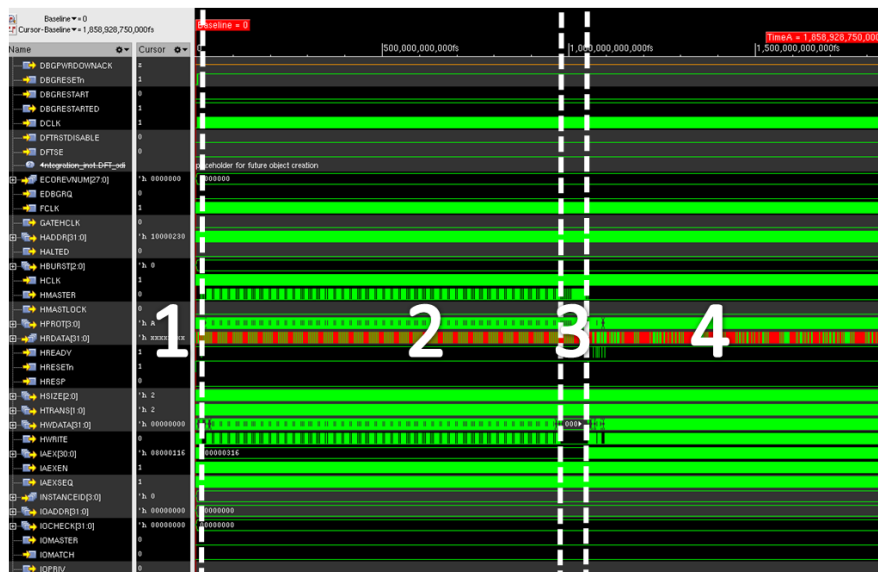 Baseline▼= 0
Cursor-Baseline▼= 1,858,928,750,000fs
Baseline = 0
TimeA = 1,858,928,750,00
Name Cursor 0 |500,000,000,000fs |1,000,000,000,000fs |1,500,000,000,000fs
DBGPWRDOWNACK z
DBGRESETn 1
DBGRESTART 0
DBGRESTARTED 1
DCLK 1
DFTRSTDISABLE 0
DFTSE 0
placeholder for future object creation
ECOREVNUM[27:0] 'h 0000000 000000
EDBGRQ 0
FCLK 1
GATEHCLK 0
HADDR[31:0] 'h 10000230
HALTED 0
HBURST[2:0] 'h 0
HCLK 1
HMASTER 0
HMASTLOCK 0
HPROT[3:0] 'h A
HRDATA[31:0]
1 2 3 4
HREADY 1
HRESETn 1
HRESP 0
HSIZE[2:0] 'h 2
HTRANS[1:0] 'h 2
HWDATA[31:0] 'h 00000000 000
HWRITE 0
IAEX[30:0] 'h 00000116 00000316
IAEXEN 1
IAEXSEQ 1
INSTANCEID[3:0] 'h 0
IOADDR[31:0] 'h 00000000 0000000
IOCHECK[31:0] 'h 00000000 0000000
IOMASTER 0
IOMATCH 0
IOPRIV 0